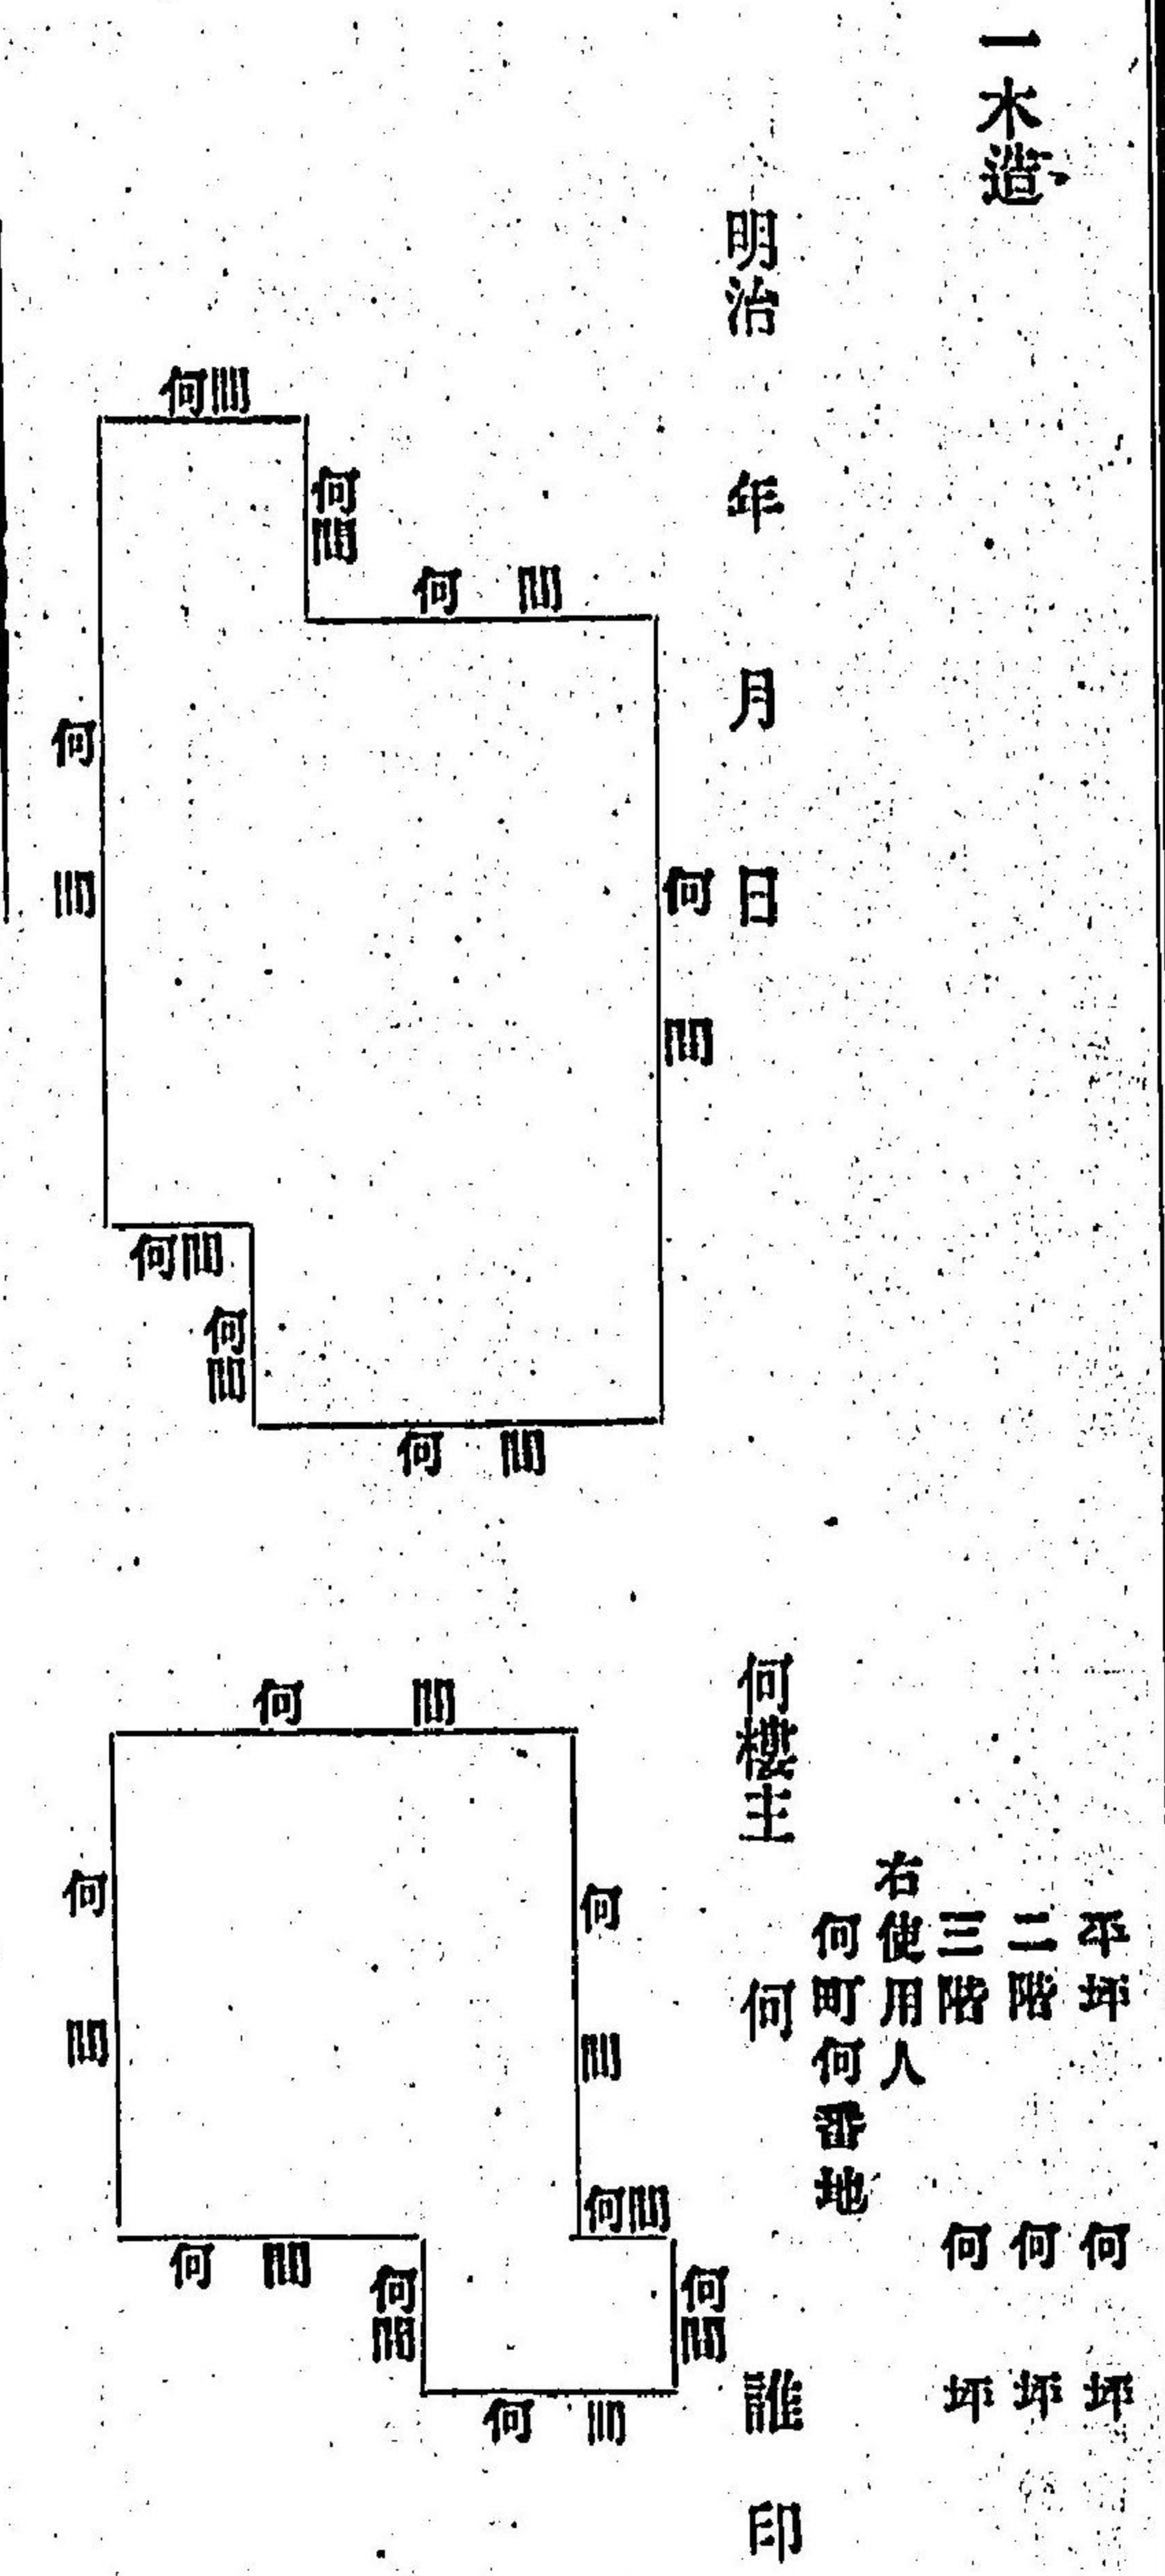 一木造
平坪 何 坪
二階 何 坪
三階 何 坪
右使用人
何町何番地
明治 年 月 日 何樓主 何 誰 印
何間
何間
何 間
何 間
何 間
何間
何間
何 間
何 間
何 間
何 間
何間
何 間
何間
何間
何 間